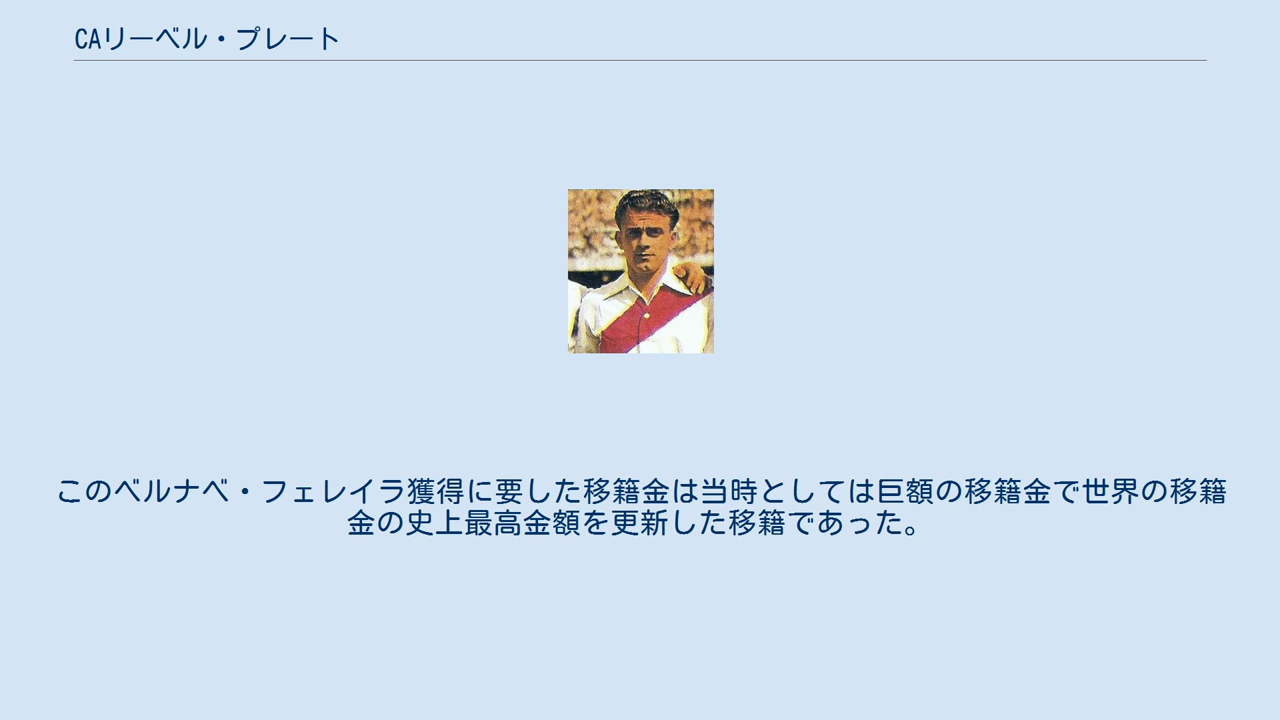 CAリーベル・プレート
このベルナベ・フェレイラ獲得に要した移籍金は当時としては巨額の移籍金で世界の移籍
金の史上最高金額を更新した移籍であった。